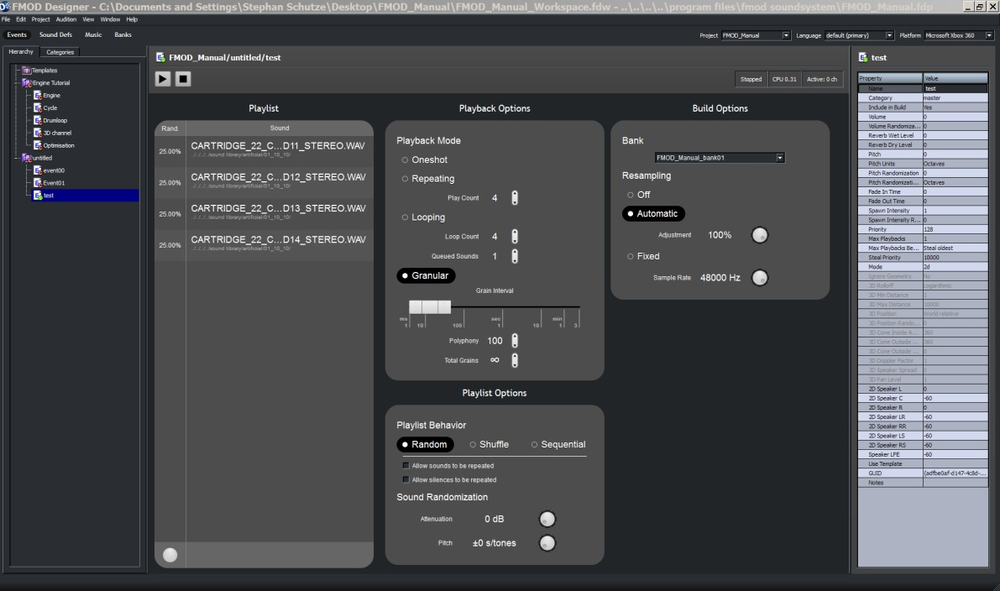 FMOD Designer - C:\Documents and Settings\Stephan Schutze\Desktop\FMOD_Manual\FMOD_Manual_Workspace.fdw - ..\..\..\..\program files\fmod soundsystem\FMOD_Manual.fdp
File Edit Project Audition View Window Help
Events Sound Defs Music Banks
Project FMOD_Manual Language default (primary) Platform Microsoft Xbox 360
Hierarchy Categories
Templates
Engine Tutorial
Engine
Cycle
Drumloop
3D channel
Optimisation
untitled
event00
Event01
test
FMOD_Manual/untitled/test
Stopped CPU 0.31 Active: 0 ch
Playlist
Rand. Sound
25.00% CARTRIDGE_22_C...D11_STEREO.WAV
../../../sound library/artificial/01_10_10/
25.00% CARTRIDGE_22_C...D12_STEREO.WAV
../../../sound library/artificial/01_10_10/
25.00% CARTRIDGE_22_C...D13_STEREO.WAV
../../../sound library/artificial/01_10_10/
25.00% CARTRIDGE_22_C...D14_STEREO.WAV
../../../sound library/artificial/01_10_10/
Playback Options
Playback Mode
Oneshot
Repeating
Play Count 4
Looping
Loop Count 4
Queued Sounds 1
Granular
Grain Interval
ms sec min
1 10 100 1 10 1 3
Polyphony 100
Total Grains ∞
Playlist Options
Playlist Behavior
Random Shuffle Sequential
Allow sounds to be repeated
Allow silences to be repeated
Sound Randomization
Attenuation 0 dB
Pitch ±0 s/tones
Build Options
Bank
FMOD_Manual_bank01
Resampling
Off
Automatic
Adjustment 100%
Fixed
Sample Rate 48000 Hz
test
Property Value
Name test
Category master
Include in Build Yes
Volume 0
Volume Randomiza... 0
Reverb Wet Level 0
Reverb Dry Level 0
Pitch 0
Pitch Units Octaves
Pitch Randomization 0
Pitch Randomizati... Octaves
Fade In Time 0
Fade Out Time 0
Spawn Intensity 1
Spawn Intensity R... 0
Priority 128
Max Playbacks 1
Max Playbacks Be... Steal oldest
Steal Priority 10000
Mode 2d
Ignore Geometry No
3D Rolloff Logarithmic
3D Min Distance 1
3D Max Distance 10000
3D Position World relative
3D Position Rando... 0
3D Cone Inside A... 360
3D Cone Outside ... 360
3D Cone Outside ... 0
3D Doppler Factor 1
3D Speaker Spread 0
3D Pan Level 1
2D Speaker L 0
2D Speaker C -60
2D Speaker R 0
2D Speaker LR -60
2D Speaker RR -60
2D Speaker LS -60
2D Speaker RS -60
Speaker LFE -60
Use Template
GUID {adfbe0af-d147-4c8d-...
Notes